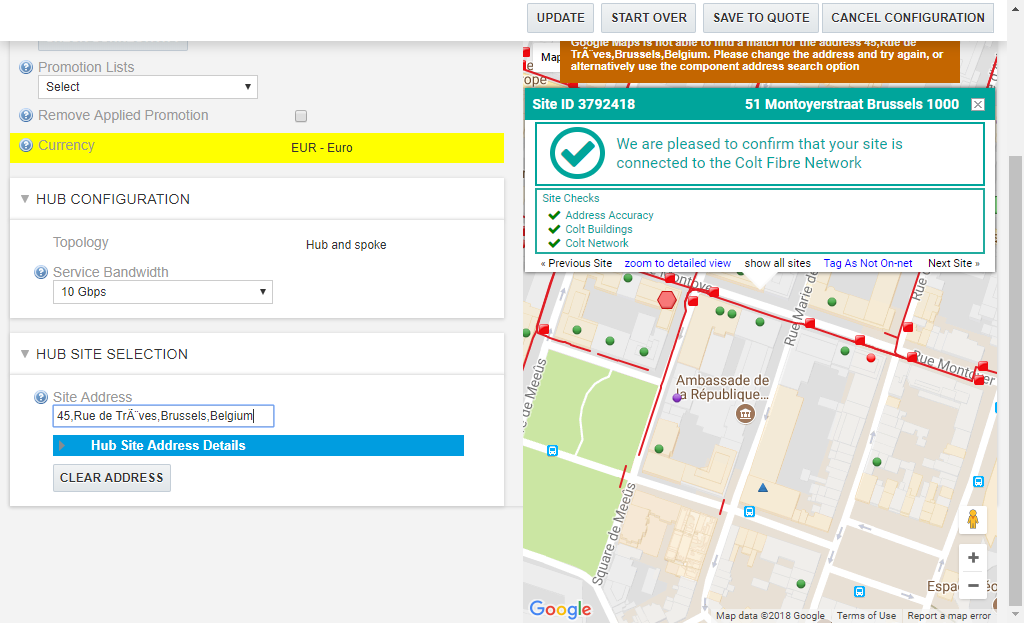 UPDATE
START OVER
SAVE TO QUOTE
CANCEL CONFIGURATION
Promotion Lists
Select
Remove Applied Promotion
Currency
EUR - Euro
HUB CONFIGURATION
Topology
Hub and spoke
Service Bandwidth
10 Gbps
HUB SITE SELECTION
Site Address
45,Rue de TrÃ¨ves,Brussels,Belgium
Hub Site Address Details
CLEAR ADDRESS
Map
Google Maps is not able to find a match for the address 45,Rue de
TrÃ¨ves,Brussels,Belgium. Please change the address and try again, or
alternatively use the component address search option
Site ID 3792418
51 Montoyerstraat Brussels 1000
We are pleased to confirm that your site is
connected to the Colt Fibre Network
Site Checks
Address Accuracy
Colt Buildings
Colt Network
« Previous Site
zoom to detailed view
show all sites
Tag As Not On-net
Next Site »
Rue Marie de
Rue Montoyer
Ambassade de
la République...
Square de Meeûs
Google
Map data ©2018 Google
Terms of Use
Report a map error